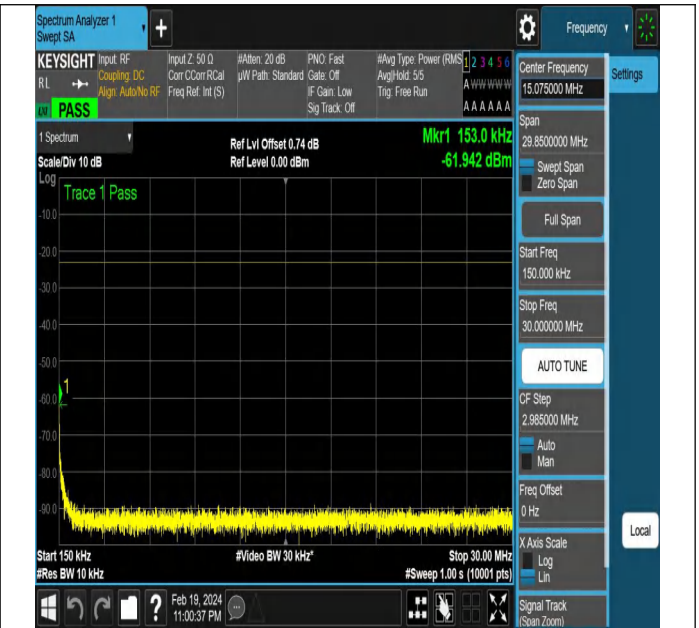 Spectrum Analyzer 1
Swept SA
+
Frequency
KEYSIGHT
RL
PASS
Input: RF
Coupling: DC
Align: Auto/No RF
Input Z: 50 Ω
Corr CCorr RCal
Freq Ref: Int (S)
#Atten: 20 dB
µW Path: Standard
PNO: Fast
Gate: Off
IF Gain: Low
Sig Track: Off
#Avg Type: Power (RMS
Avg|Hold: 5/5
Trig: Free Run
1 2 3 4 5 6
A W W W W W
A A A A A A
1 Spectrum
Scale/Div 10 dB
Ref Lvl Offset 0.74 dB
Ref Level 0.00 dBm
Mkr1 153.0 kHz
-61.942 dBm
Log
Trace 1 Pass
-10.0
-20.0
-30.0
-40.0
-50.0
1
-60.0
-70.0
-80.0
-90.0
Start 150 kHz
#Video BW 30 kHz*
Stop 30.00 MHz
#Res BW 10 kHz
#Sweep 1.00 s (10001 pts)
?
Feb 19, 2024
11:00:37 PM
Settings
Center Frequency
15.075000 MHz
Span
29.8500000 MHz
Swept Span
Zero Span
Full Span
Start Freq
150.000 kHz
Stop Freq
30.000000 MHz
AUTO TUNE
CF Step
2.985000 MHz
Auto
Man
Freq Offset
0 Hz
X Axis Scale
Log
Lin
Signal Track
(Span Zoom)
Local